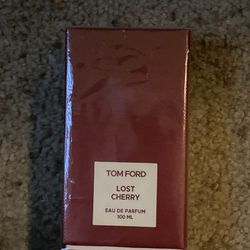 TOM FORD
LOST
CHERRY
EAU DE PARFUM
100 ML